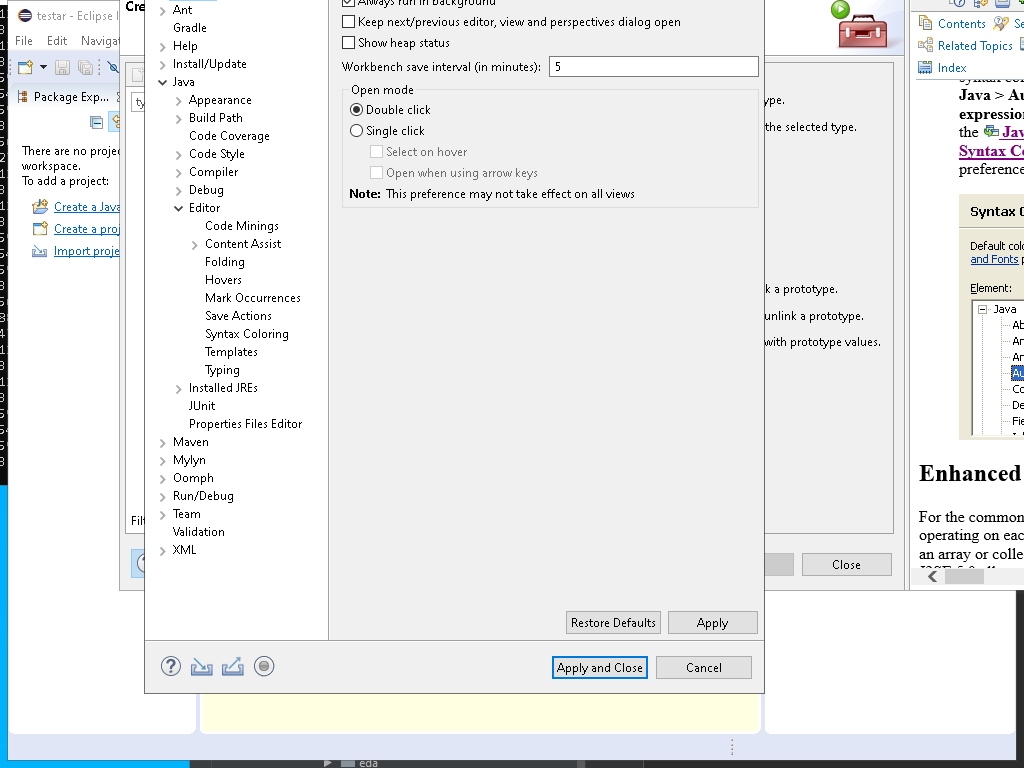 testar - Eclipse I
File Edit Navigat
Package Exp...
There are no projec
workspace.
To add a project:
Create a Java
Create a proj
Import proje
Cre
ty
Filt
Ant
Gradle
Help
Install/Update
Java
Appearance
Build Path
Code Coverage
Code Style
Compiler
Debug
Editor
Code Minings
Content Assist
Folding
Hovers
Mark Occurrences
Save Actions
Syntax Coloring
Templates
Typing
Installed JREs
JUnit
Properties Files Editor
Maven
Mylyn
Oomph
Run/Debug
Team
Validation
XML
Always run in background
Keep next/previous editor, view and perspectives dialog open
Show heap status
Workbench save interval (in minutes): 5
Open mode
Double click
Single click
Select on hover
Open when using arrow keys
Note: This preference may not take effect on all views
Restore Defaults Apply
Apply and Close Cancel
ype.
the selected type.
k a prototype.
unlink a prototype.
with prototype values.
Close
Contents Se
Related Topics
Index
Java > Au
expression
the Jav
Syntax Co
preference
Syntax C
Default colo
and Fonts p
Element:
Java
Ab
An
An
Au
Co
De
Fie
Enhanced
For the common
operating on eac
an array or colle
eda